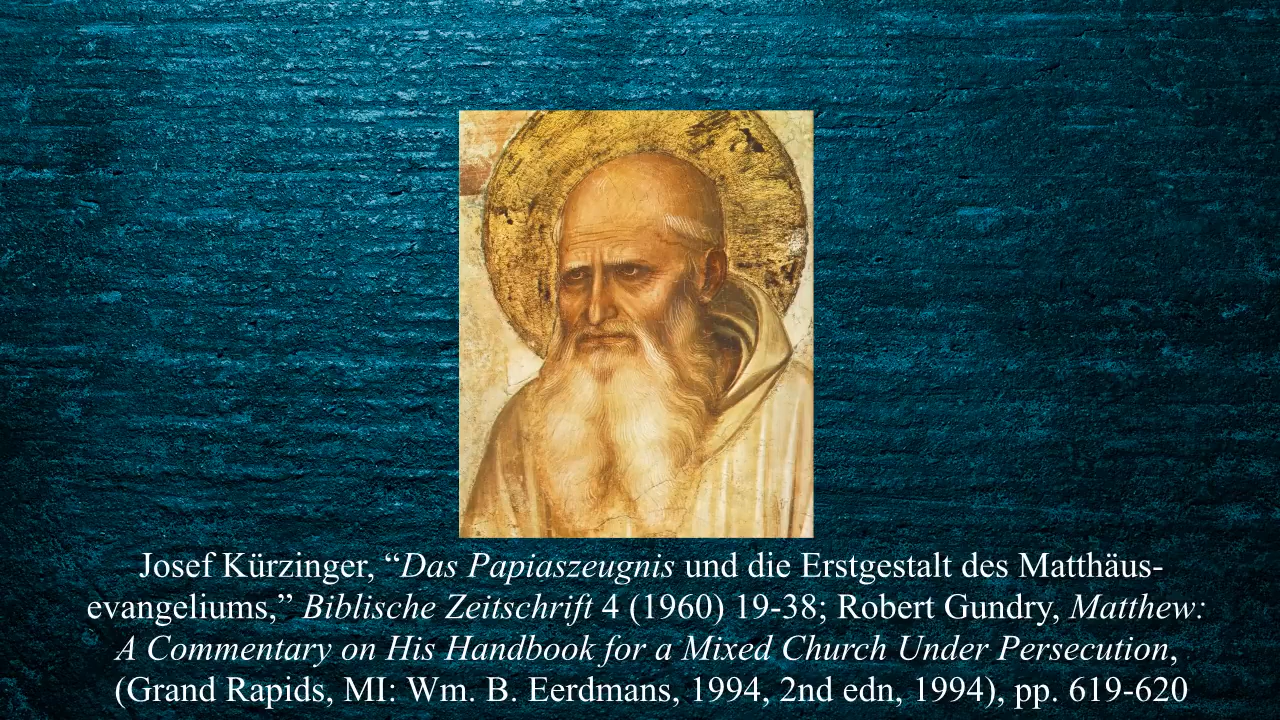 Josef Kürzinger, “Das Papiaszeugnis und die Erstgestalt des Matthäus-
evangeliums,” Biblische Zeitschrift 4 (1960) 19-38; Robert Gundry, Matthew:
A Commentary on His Handbook for a Mixed Church Under Persecution,
(Grand Rapids, MI: Wm. B. Eerdmans, 1994, 2nd edn, 1994), pp. 619-620